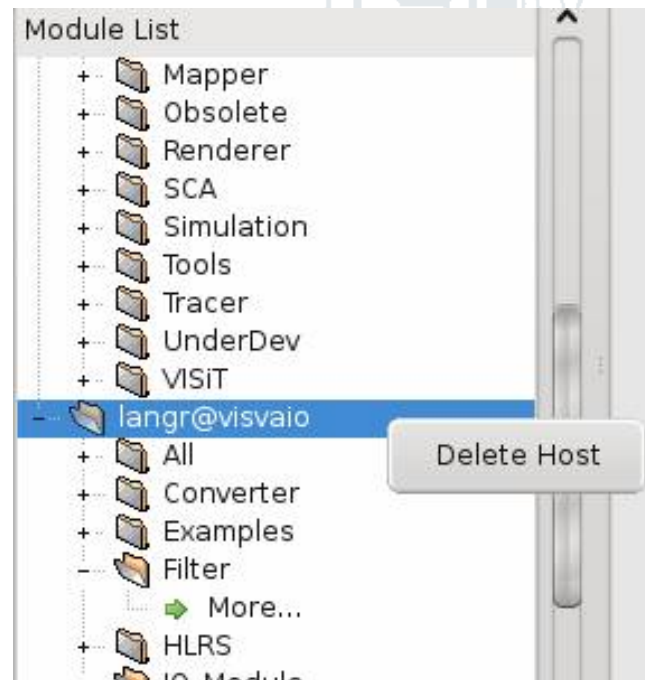 Module List
Mapper
Obsolete
Renderer
SCA
Simulation
Tools
Tracer
UnderDev
VISiT
langr@visvaio
Delete Host
All
Converter
Examples
Filter
More...
HLRS
IO_Module